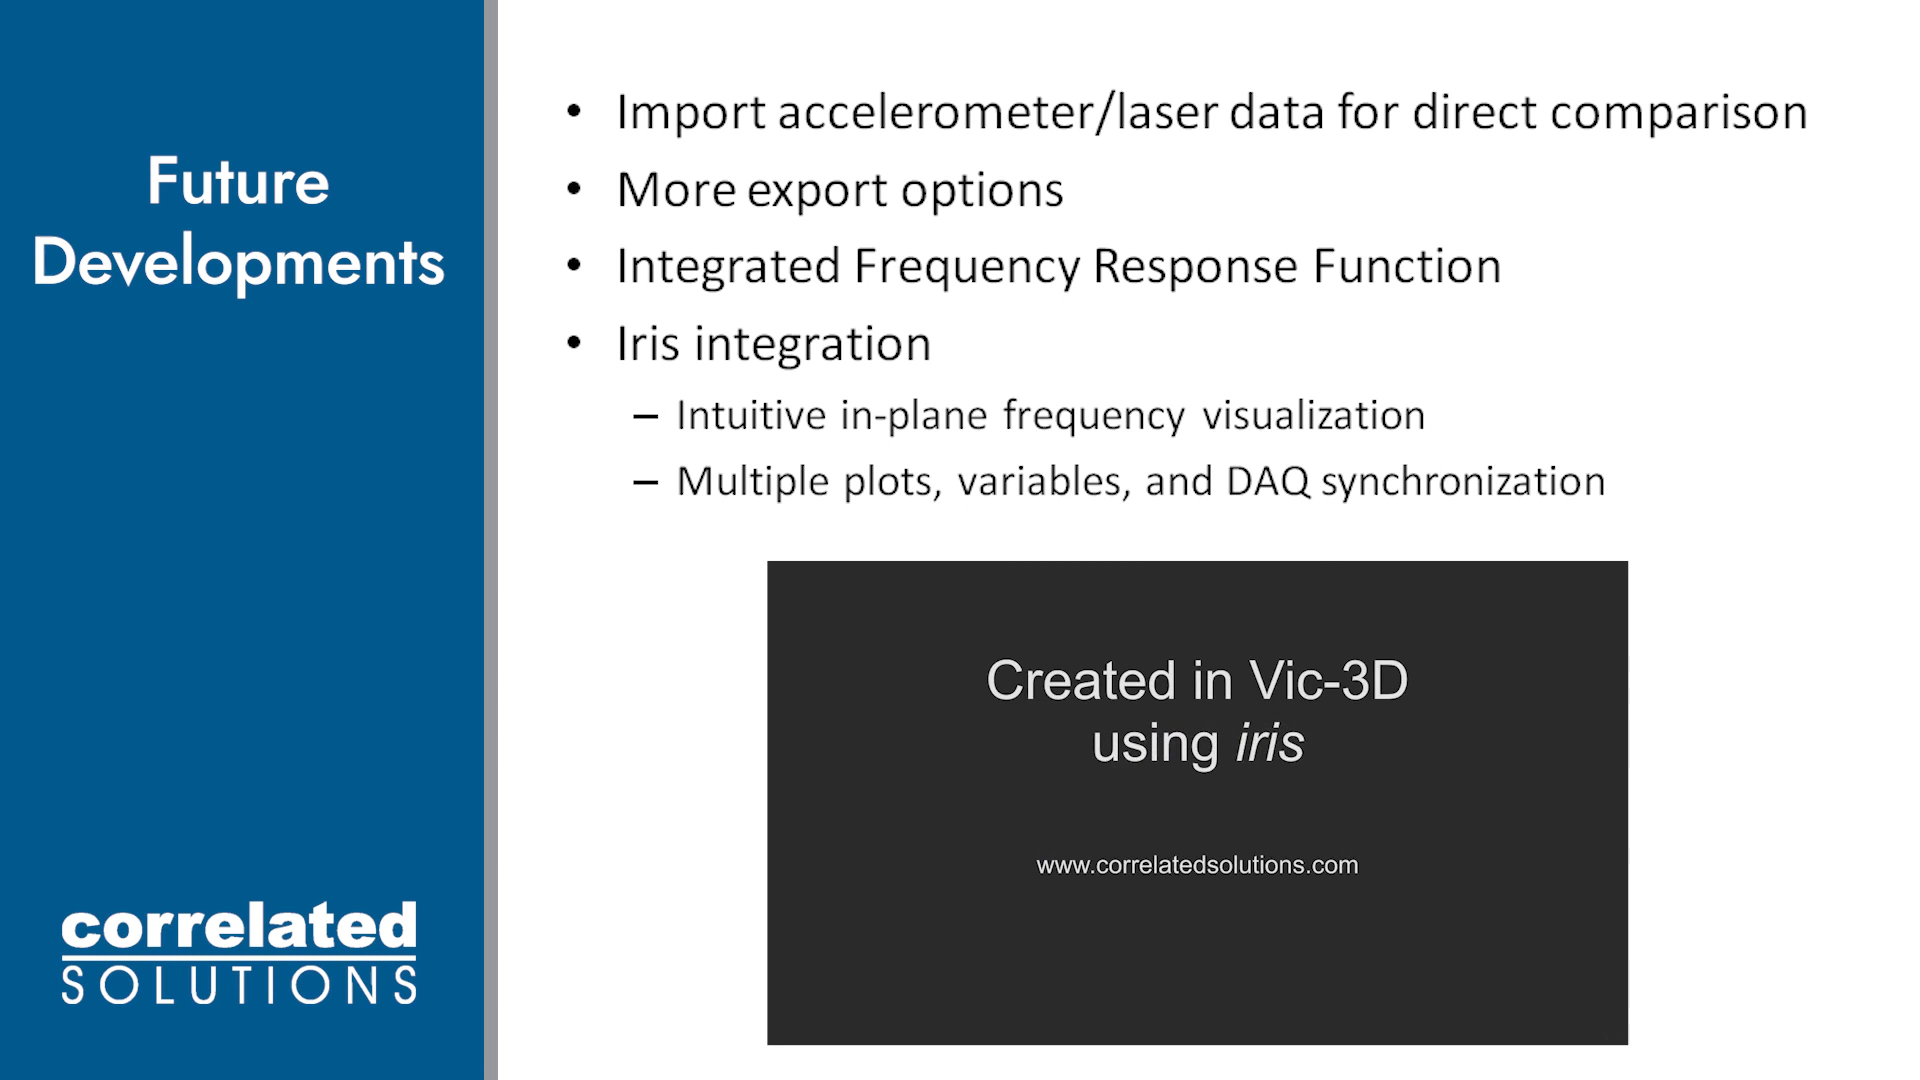 Future
Developments
• Import accelerometer/laser data for direct comparison
• More export options
• Integrated Frequency Response Function
• Iris integration
– Intuitive in-plane frequency visualization
– Multiple plots, variables, and DAQ synchronization
Created in Vic-3D
using iris
www.correlatedsolutions.com
correlated
SOLUTIONS